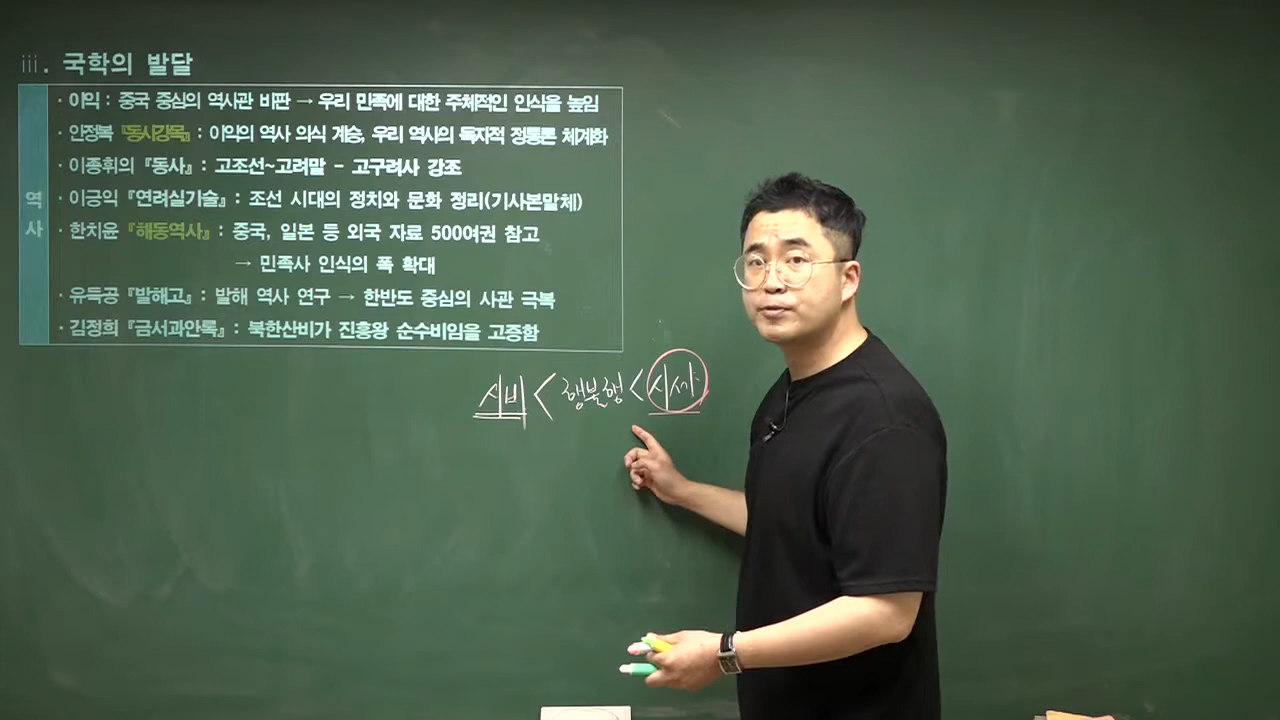 ⅲ. 국학의 발달
역사
· 이익 : 중국 중심의 역사관 비판 → 우리 민족에 대한 주체적인 인식을 높임
· 안정복 『동사강목』 : 이익의 역사 의식 계승, 우리 역사의 독자적 정통론 체계화
· 이종휘의 『동사』 : 고조선~고려말 - 고구려사 강조
· 이긍익 『연려실기술』 : 조선 시대의 정치와 문화 정리(기사본말체)
· 한치윤 『해동역사』 : 중국, 일본 등 외국 자료 500여권 참고
→ 민족사 인식의 폭 확대
· 유득공 『발해고』 : 발해 역사 연구 → 한반도 중심의 사관 극복
· 김정희 『금석과안록』 : 북한산비가 진흥왕 순수비임을 고증함
시비 < 행불행 < 시세